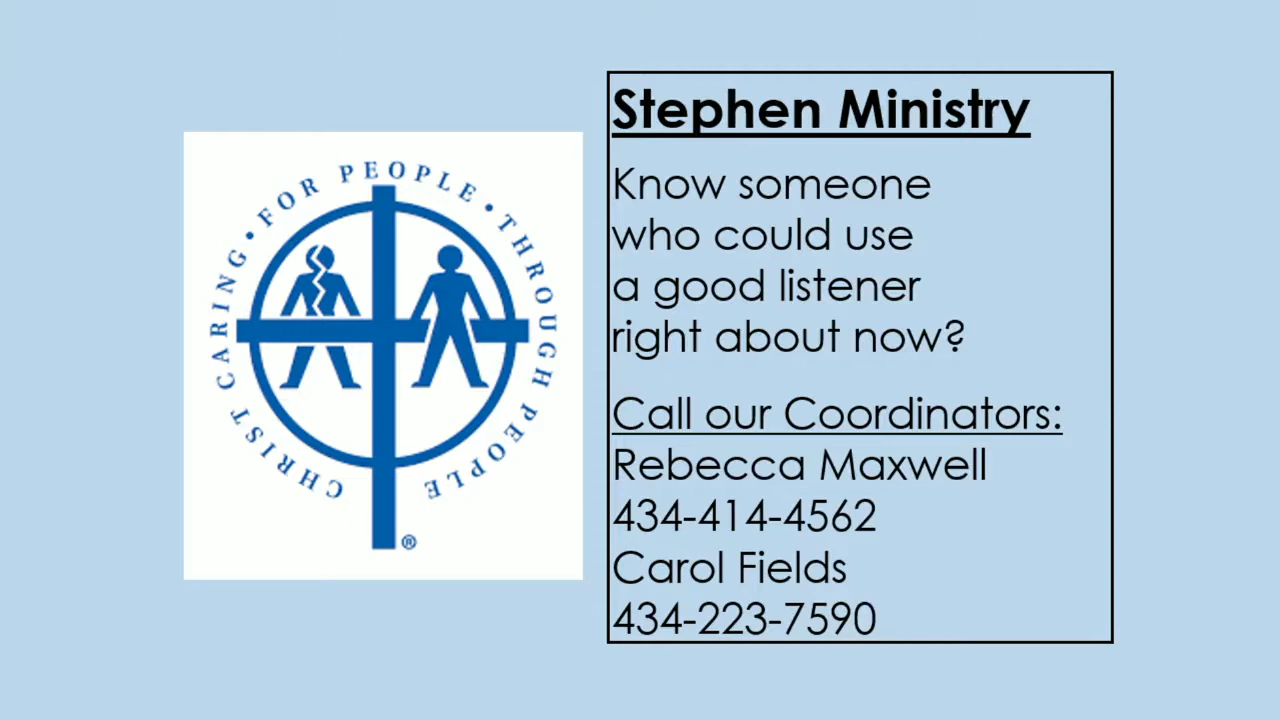 CHRIST CARING • FOR PEOPLE • THROUGH PEOPLE
®
Stephen Ministry
Know someone
who could use
a good listener
right about now?
Call our Coordinators:
Rebecca Maxwell
434-414-4562
Carol Fields
434-223-7590